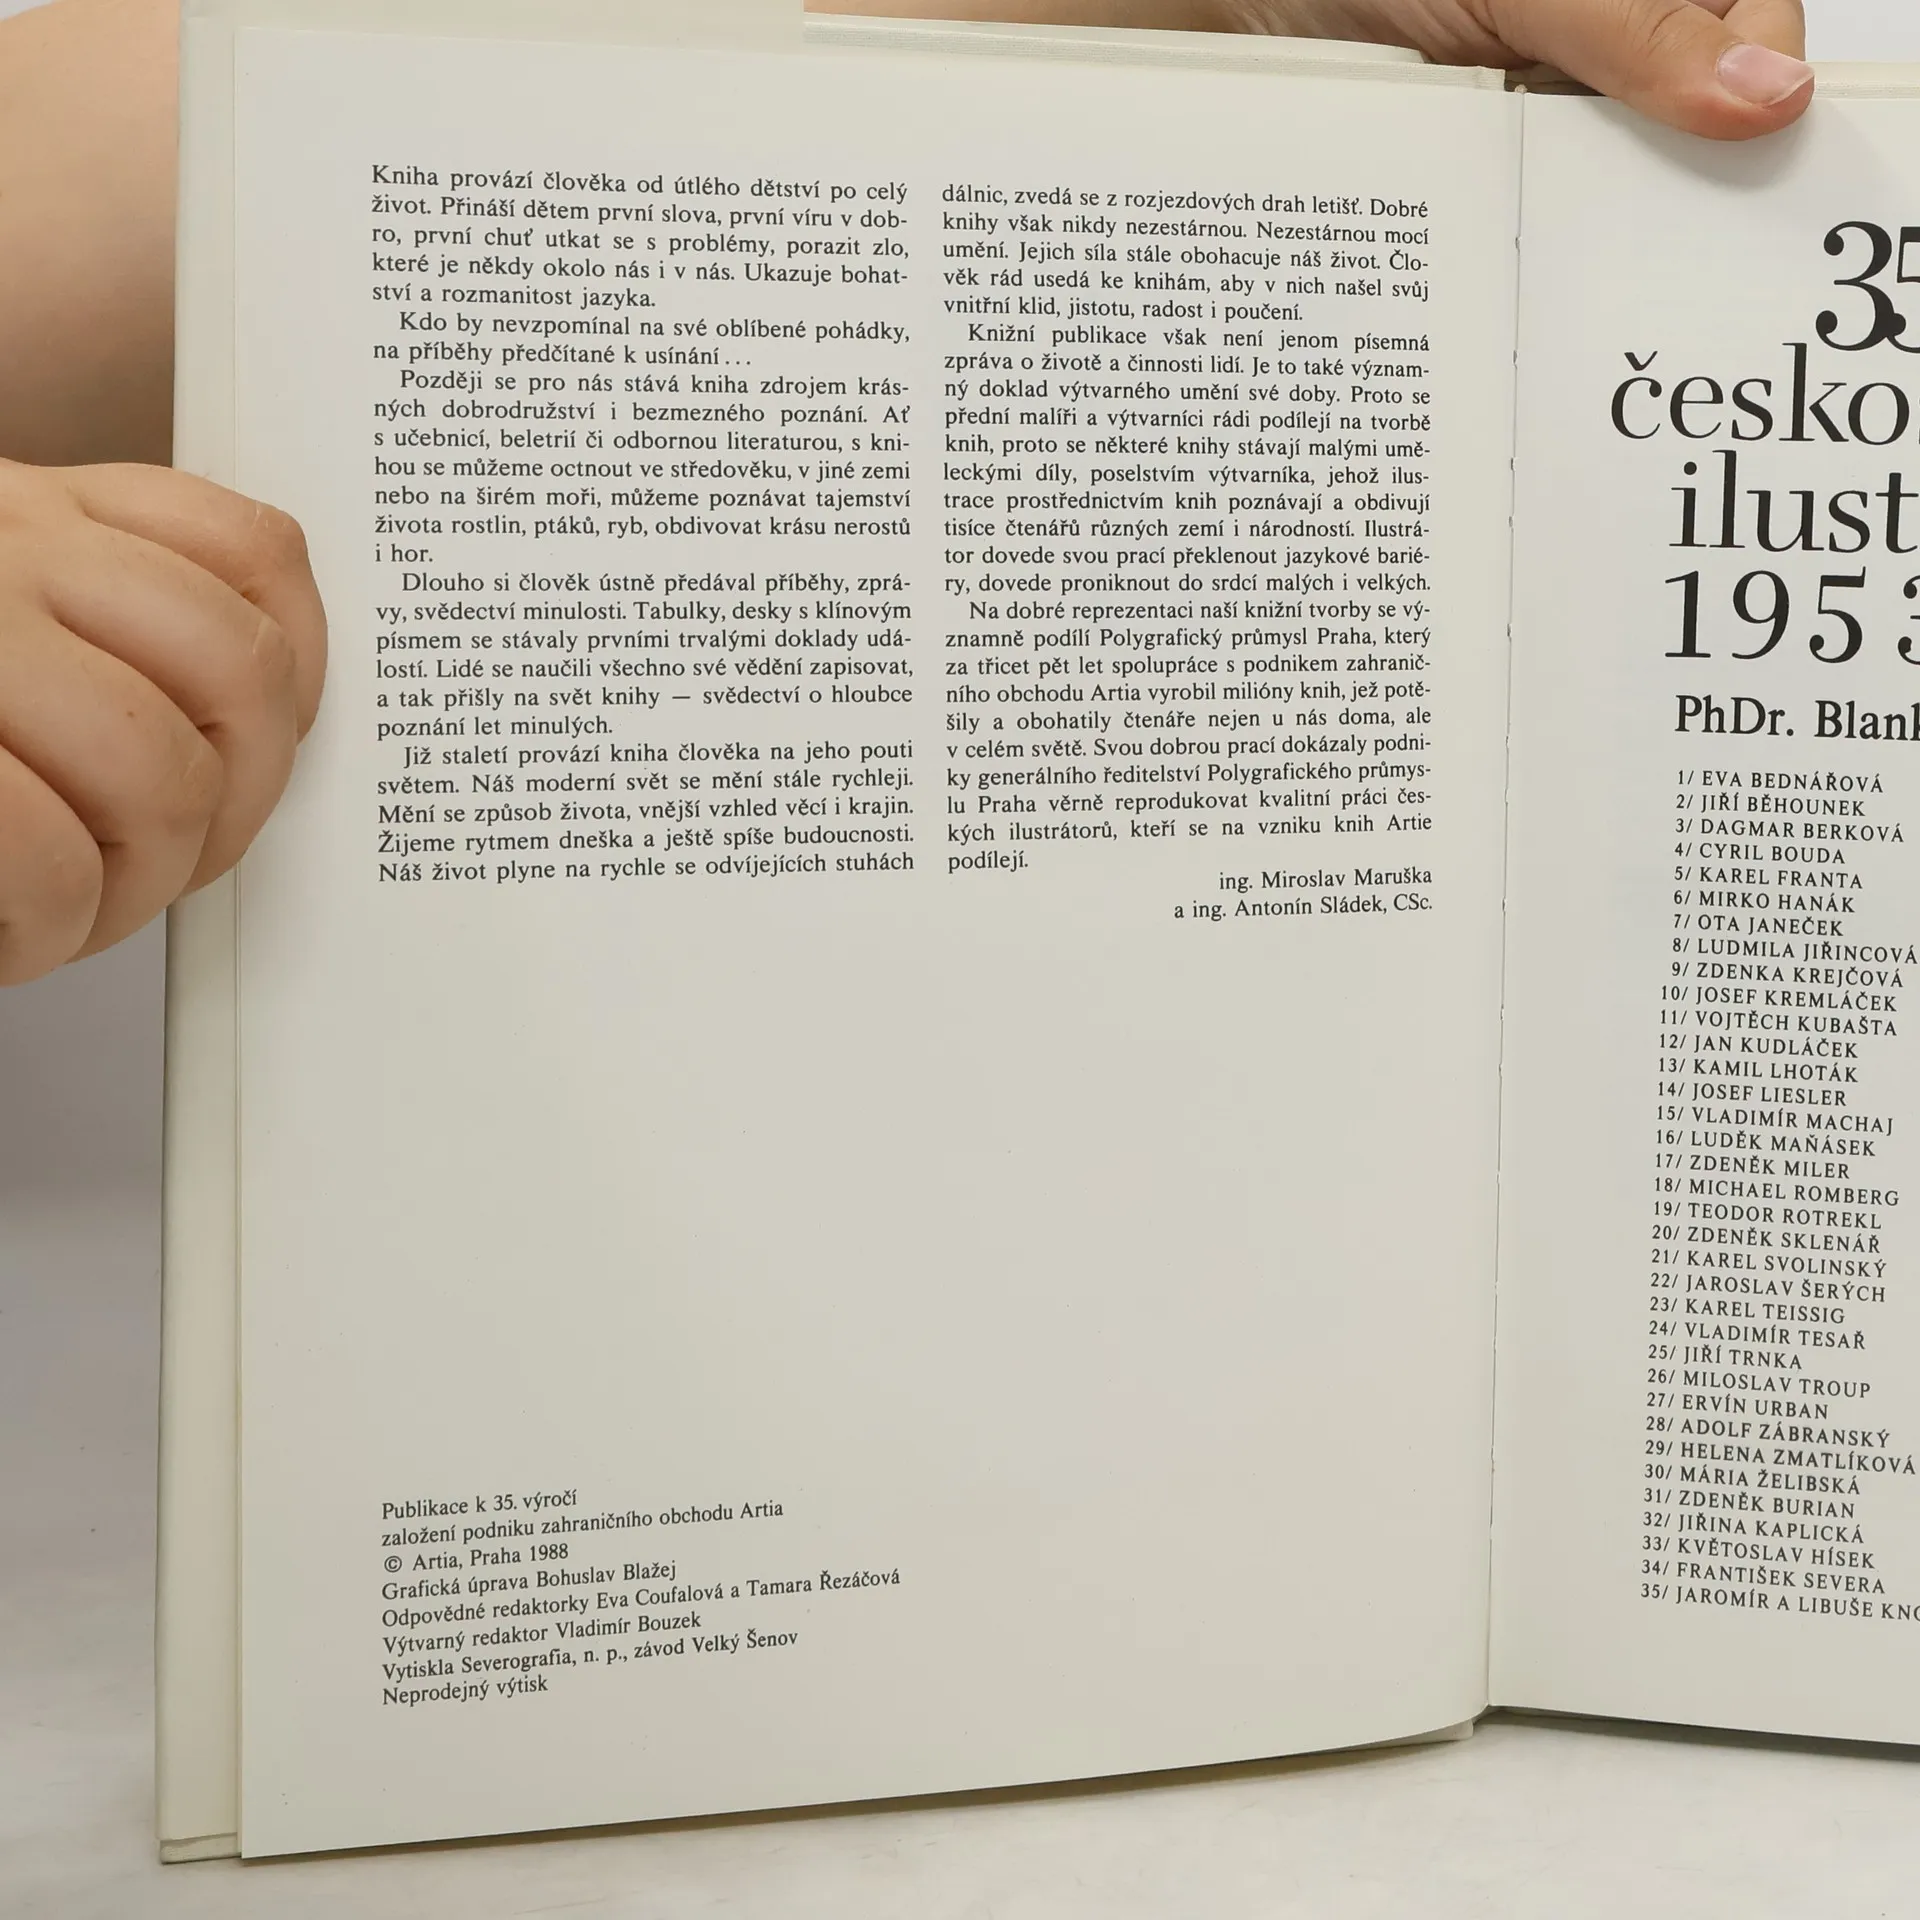 Kniha provází člověka od útlého dětství po celý
život. Přináší dětem první slova, první víru v dob-
ro, první chuť utkat se s problémy, porazit zlo,
které je někdy okolo nás i v nás. Ukazuje bohat-
ství a rozmanitost jazyka.
Kdo by nevzpomínal na své oblíbené pohádky,
na příběhy předčítané k usínání...
Později se pro nás stává kniha zdrojem krás-
ných dobrodružství i bezmezného poznání. Ať
s učebnicí, beletrií či odbornou literaturou, s kni-
hou se můžeme octnout ve středověku, v jiné zemi
nebo na širém moři, můžeme poznávat tajemství
života rostlin, ptáků, ryb, obdivovat krásu nerostů
i hor.
Dlouho si člověk ústně předával příběhy, zprá-
vy, svědectví minulosti. Tabulky, desky s klínovým
písmem se stávaly prvními trvalými doklady udá-
lostí. Lidé se naučili všechno své vědění zapisovat,
a tak přišly na svět knihy — svědectví o hloubce
poznání let minulých.
Již staletí provází kniha člověka na jeho pouti
světem. Náš moderní svět se mění stále rychleji.
Mění se způsob života, vnější vzhled věcí i krajin.
Žijeme rytmem dneška a ještě spíše budoucnosti.
Náš život plyne na rychle se odvíjejících stuhách
dálnic, zvedá se z rozjezdových drah letišť. Dobré
knihy však nikdy nezestárnou. Nezestárnou mocí
umění. Jejich síla stále obohacuje náš život. Člo-
věk rád usedá ke knihám, aby v nich našel svůj
vnitřní klid, jistotu, radost i poučení.
Knižní publikace však není jenom písemná
zpráva o životě a činnosti lidí. Je to také význam-
ný doklad výtvarného umění své doby. Proto se
přední malíři a výtvarníci rádi podílejí na tvorbě
knih, proto se některé knihy stávají malými umě-
leckými díly, poselstvím výtvarníka, jehož ilus-
trace prostřednictvím knih poznávají a obdivují
tisíce čtenářů různých zemí i národností. Ilustrá-
tor dovede svou prací překlenout jazykové barié-
ry, dovede proniknout do srdcí malých i velkých.
Na dobré reprezentaci naší knižní tvorby se vý-
znamně podílí Polygrafický průmysl Praha, který
za třicet pět let spolupráce s podnikem zahranič-
ního obchodu Artia vyrobil milióny knih, jež potě-
šily a obohatily čtenáře nejen u nás doma, ale
v celém světě. Svou dobrou prací dokázaly podni-
ky generálního ředitelství Polygrafického průmys-
lu Praha věrně reprodukovat kvalitní práci čes-
kých ilustrátorů, kteří se na vzniku knih Artie
podílejí.
ing. Miroslav Maruška
a ing. Antonín Sládek, CSc.
Publikace k 35. výročí
založení podniku zahraničního obchodu Artia
© Artia, Praha 1988
Grafická úprava Bohuslav Blažej
Odpovědné redaktorky Eva Coufalová a Tamara Řezáčová
Výtvarný redaktor Vladimír Bouzek
Vytiskla Severografia, n. p., závod Velký Šenov
Neprodejný výtisk
35
česko
ilust
1953
PhDr. Blank
1/ EVA BEDNÁŘOVÁ
2/ JIŘÍ BĚHOUNEK
3/ DAGMAR BERKOVÁ
4/ CYRIL BOUDA
5/ KAREL FRANTA
6/ MIRKO HANÁK
7/ OTA JANEČEK
8/ LUDMILA JIŘINCOVÁ
9/ ZDENKA KREJČOVÁ
10/ JOSEF KREMLÁČEK
11/ VOJTĚCH KUBAŠTA
12/ JAN KUDLÁČEK
13/ KAMIL LHOTÁK
14/ JOSEF LIESLER
15/ VLADIMÍR MACHAJ
16/ LUDĚK MAŇÁSEK
17/ ZDENĚK MILER
18/ MICHAEL ROMBERG
19/ TEODOR ROTREKL
20/ ZDENĚK SKLENÁŘ
21/ KAREL SVOLINSKÝ
22/ JAROSLAV ŠERÝCH
23/ KAREL TEISSIG
24/ VLADIMÍR TESAŘ
25/ JIŘÍ TRNKA
26/ MILOSLAV TROUP
27/ ERVÍN URBAN
28/ ADOLF ZÁBRANSKÝ
29/ HELENA ZMATLÍKOVÁ
30/ MÁRIA ŽELIBSKÁ
31/ ZDENĚK BURIAN
32/ JIŘINA KAPLICKÁ
33/ KVĚTOSLAV HÍSEK
34/ FRANTIŠEK SEVERA
35/ JAROMÍR A LIBUŠE KNO